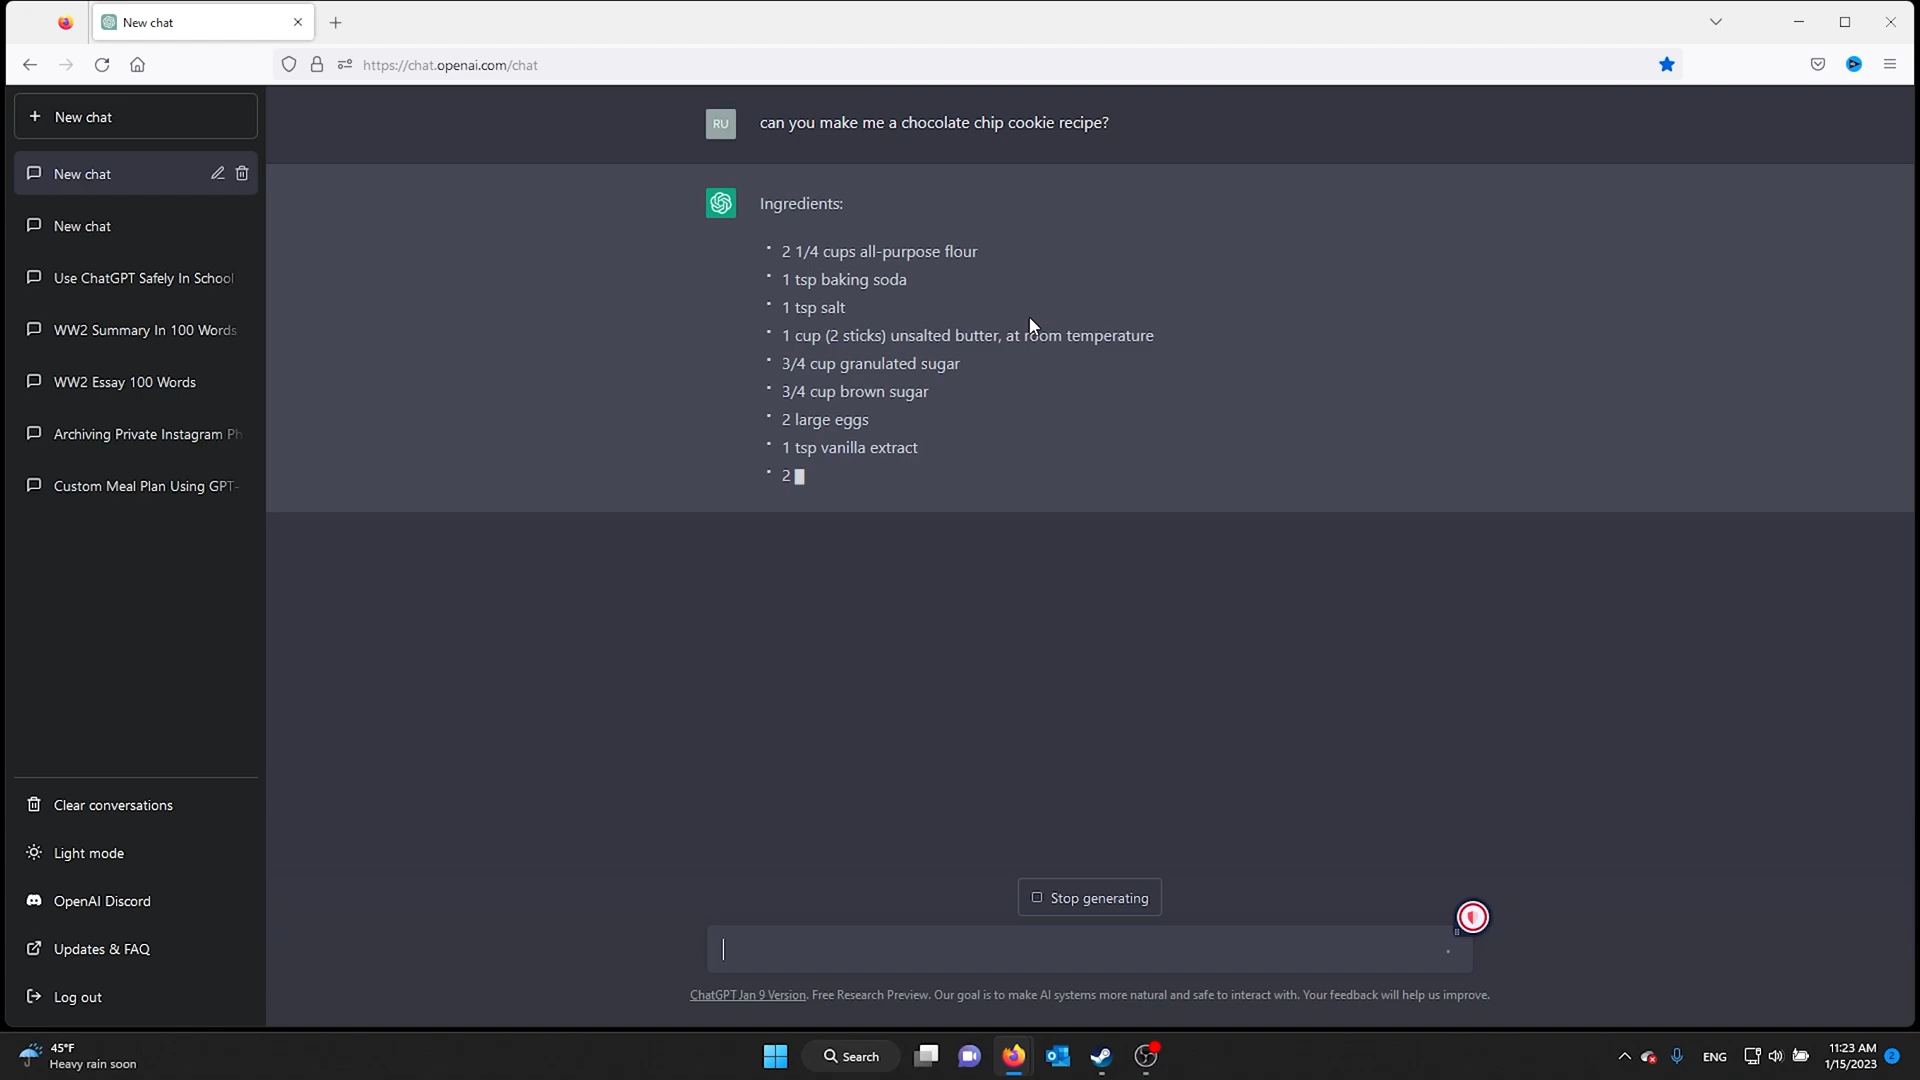 New chat
https://chat.openai.com/chat
New chat
New chat
New chat
Use ChatGPT Safely In School
WW2 Summary In 100 Words
WW2 Essay 100 Words
Archiving Private Instagram Ph
Custom Meal Plan Using GPT-
Clear conversations
Light mode
OpenAI Discord
Updates & FAQ
Log out
RU
can you make me a chocolate chip cookie recipe?
Ingredients:
2 1/4 cups all-purpose flour
1 tsp baking soda
1 tsp salt
1 cup (2 sticks) unsalted butter, at room temperature
3/4 cup granulated sugar
3/4 cup brown sugar
2 large eggs
1 tsp vanilla extract
2
Stop generating
ChatGPT Jan 9 Version. Free Research Preview. Our goal is to make AI systems more natural and safe to interact with. Your feedback will help us improve.
45°F
Heavy rain soon
Search
ENG
11:23 AM
1/15/2023
2